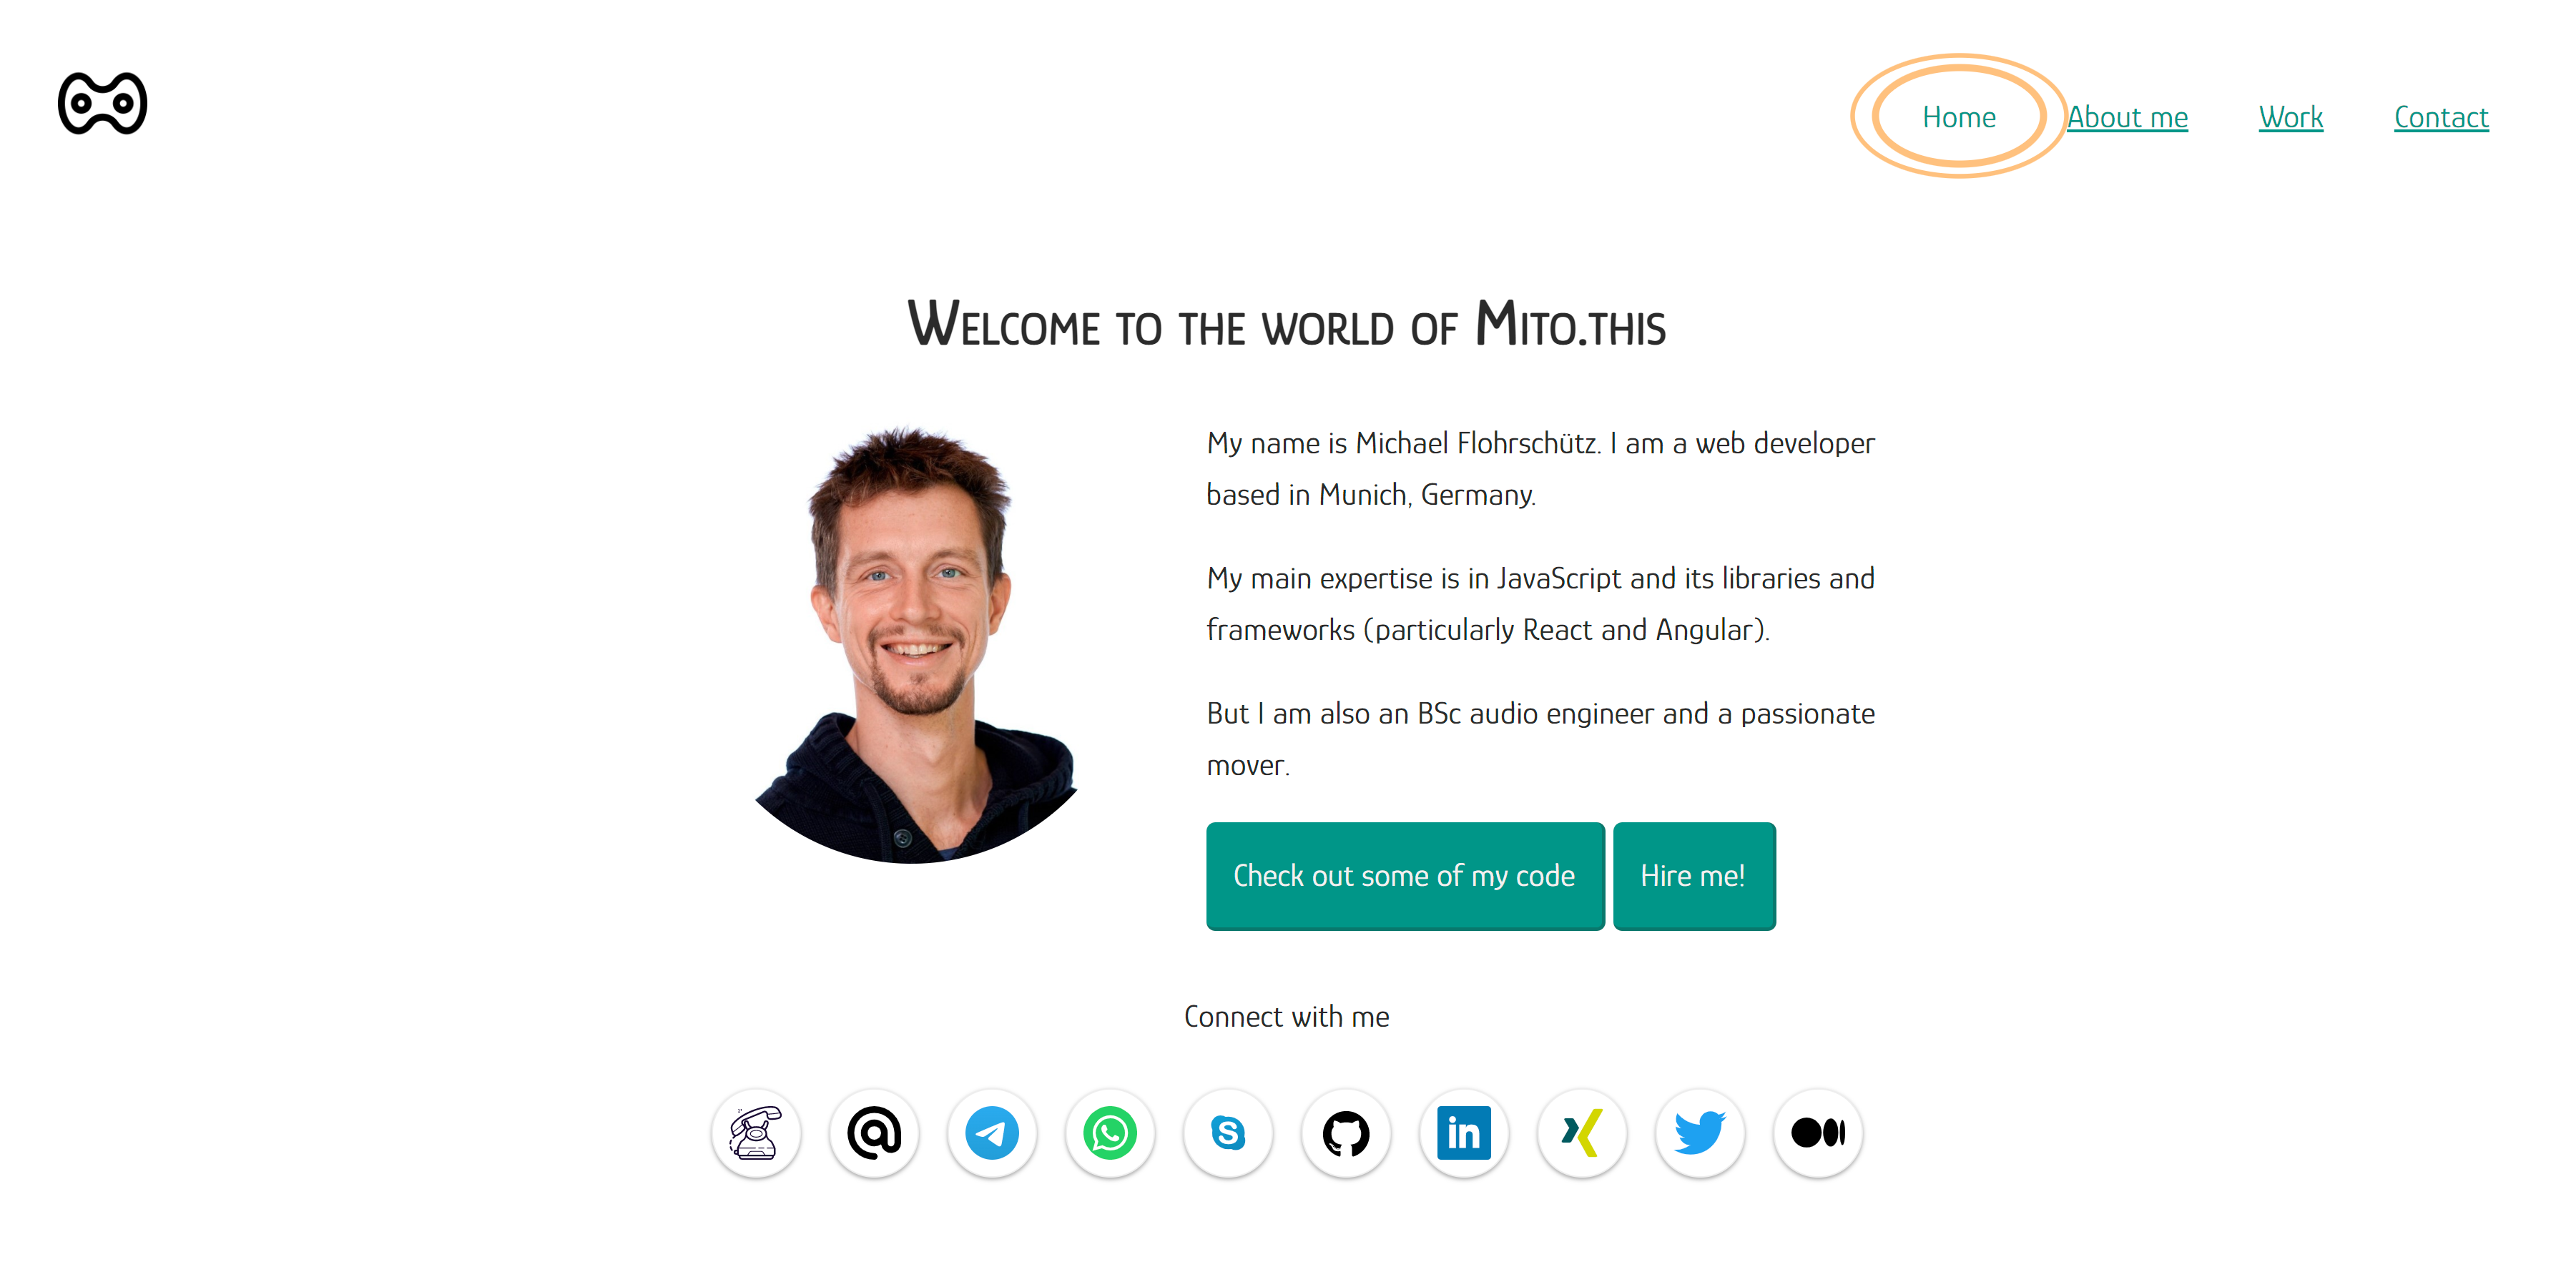 Home About me Work Contact
Welcome to the world of Mito.this
My name is Michael Flohrschütz. I am a web developer
based in Munich, Germany.
My main expertise is in JavaScript and its libraries and
frameworks (particularly React and Angular).
But I am also an BSc audio engineer and a passionate
mover.
Check out some of my code Hire me!
Connect with me